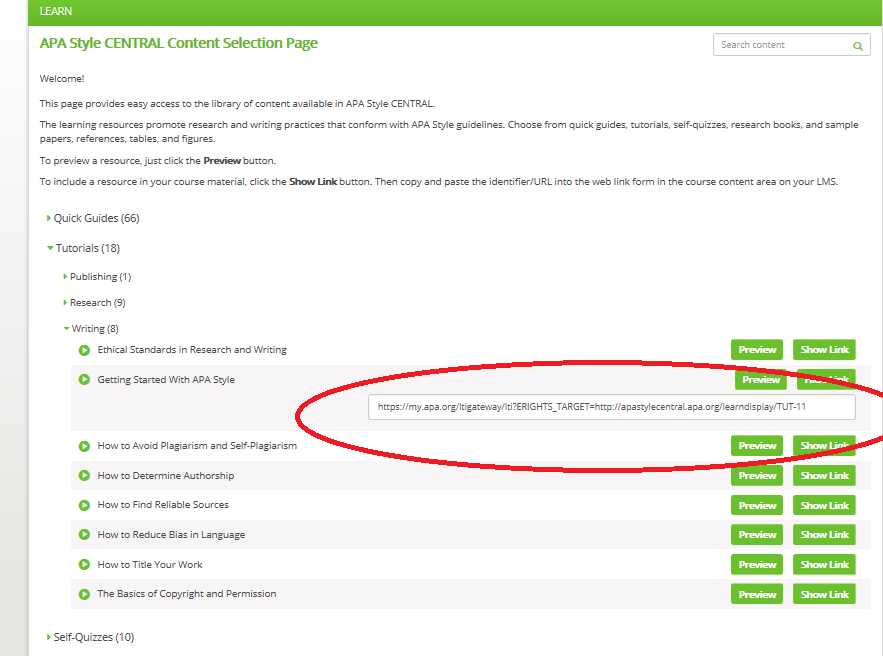 LEARN
APA Style CENTRAL Content Selection Page
Search content
Welcome!
This page provides easy access to the library of content available in APA Style CENTRAL.
The learning resources promote research and writing practices that conform with APA Style guidelines. Choose from quick guides, tutorials, self-quizzes, research books, and sample
papers, references, tables, and figures.
To preview a resource, just click the Preview button.
To include a resource in your course material, click the Show Link button. Then copy and paste the identifier/URL into the web link form in the course content area on your LMS.
Quick Guides (66)
Tutorials (18)
Publishing (1)
Research (9)
Writing (8)
Ethical Standards in Research and Writing Preview Show Link
Getting Started With APA Style Preview Link
https://my.apa.org/ltigateway/lti?ERIGHTS_TARGET=http://apastylecentral.apa.org/learndisplay/TUT-11
How to Avoid Plagiarism and Self-Plagiarism Preview Show Link
How to Determine Authorship Preview Show Link
How to Find Reliable Sources Preview Show Link
How to Reduce Bias in Language Preview Show Link
How to Title Your Work Preview Show Link
The Basics of Copyright and Permission Preview Show Link
Self-Quizzes (10)